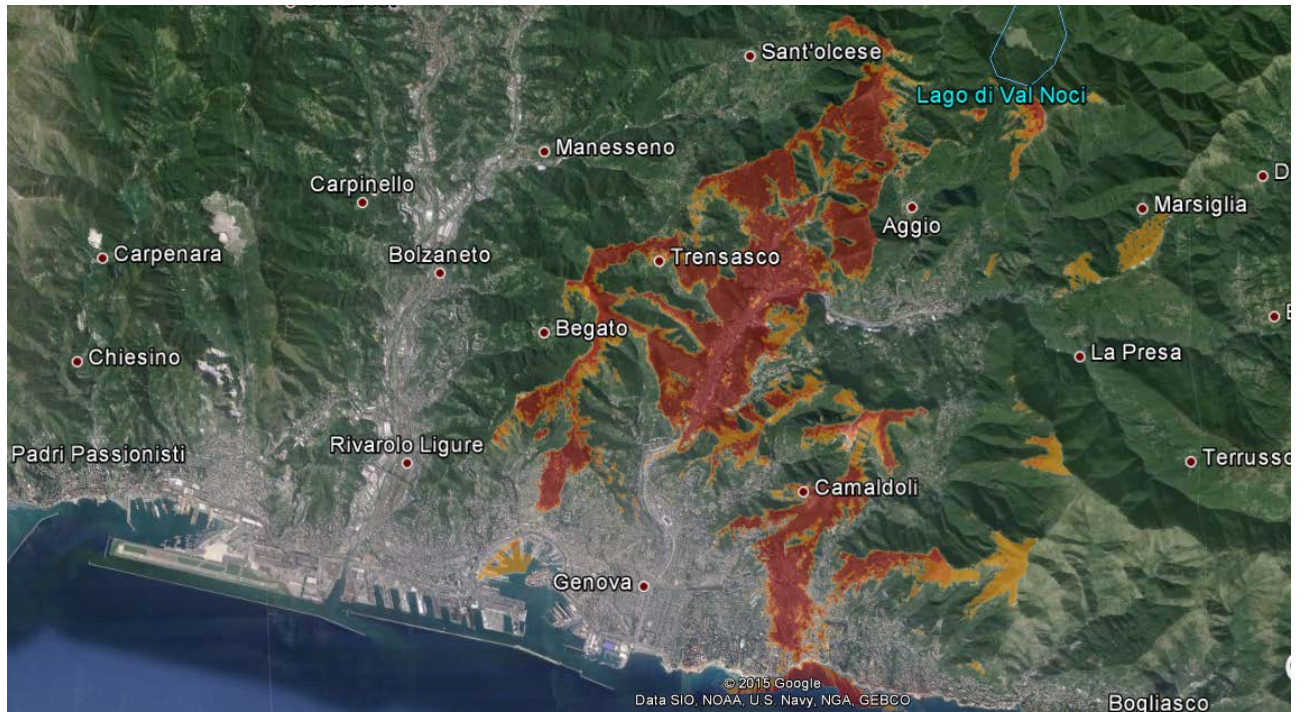 Sant'olcese
Lago di Val Noci
Manesseno
Carpinello
Marsiglia
Aggio
Carpenara
Bolzaneto
Trensasco
Begato
Chiesino
La Presa
Padri Passionisti
Rivarolo Ligure
Terrusso
Camaldoli
Genova
© 2015 Google
Data SIO, NOAA, U.S. Navy, NGA, GEBCO
Bogliasco